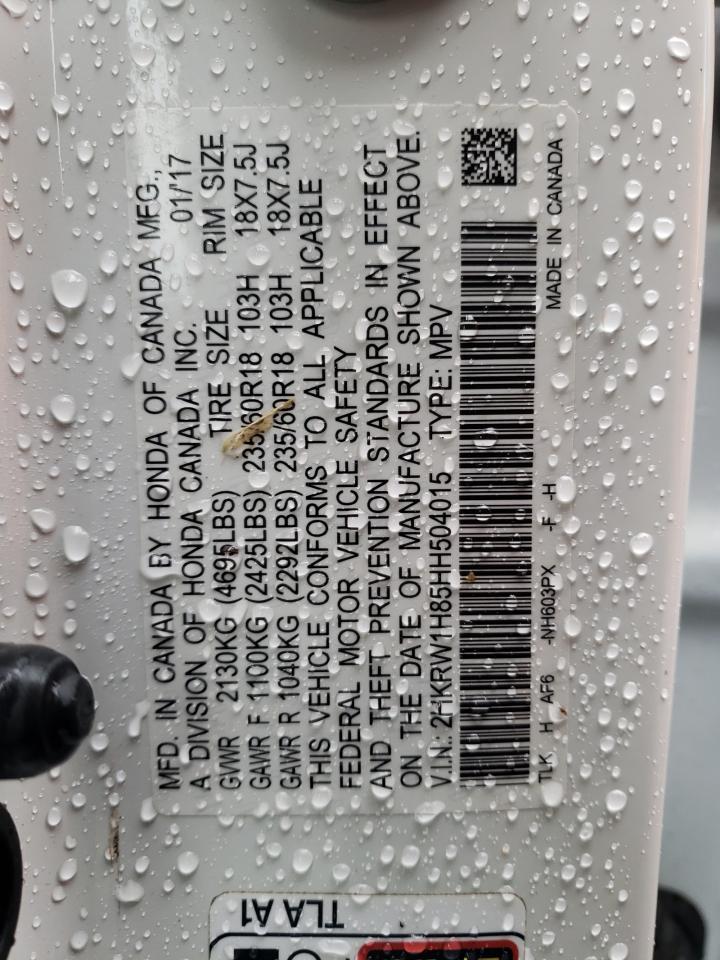 MFD. IN CANADA BY HONDA OF CANADA MFG.,
A DIVISION OF HONDA CANADA INC. 01/'17
GVWR 2130KG (4695LBS) TIRE SIZE RIM SIZE
GAWR F 1100KG (2425LBS) 235/60R18 103H 18X7.5J
GAWR R 1040KG (2292LBS) 235/60R18 103H 18X7.5J
THIS VEHICLE CONFORMS TO ALL APPLICABLE
FEDERAL MOTOR VEHICLE SAFETY
AND THEFT PREVENTION STANDARDS IN EFFECT
ON THE DATE OF MANUFACTURE SHOWN ABOVE.
V.I.N.: 2HKRW1H85HH504015 TYPE: MPV
TLK H AF6 -NH603PX -F -H MADE IN CANADA
TLA A1